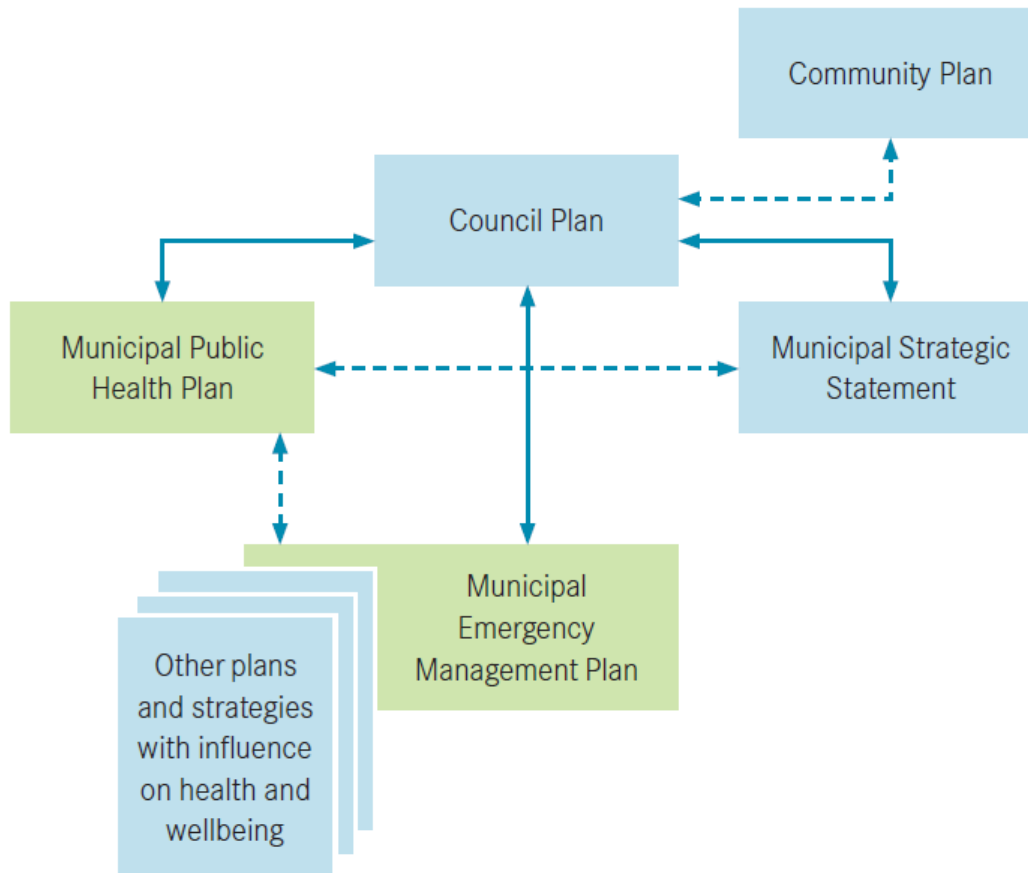 Community Plan
Council Plan
Municipal Public
Health Plan
Municipal Strategic
Statement
Municipal
Emergency
Management Plan
Other plans
and strategies
with influence
on health and
wellbeing